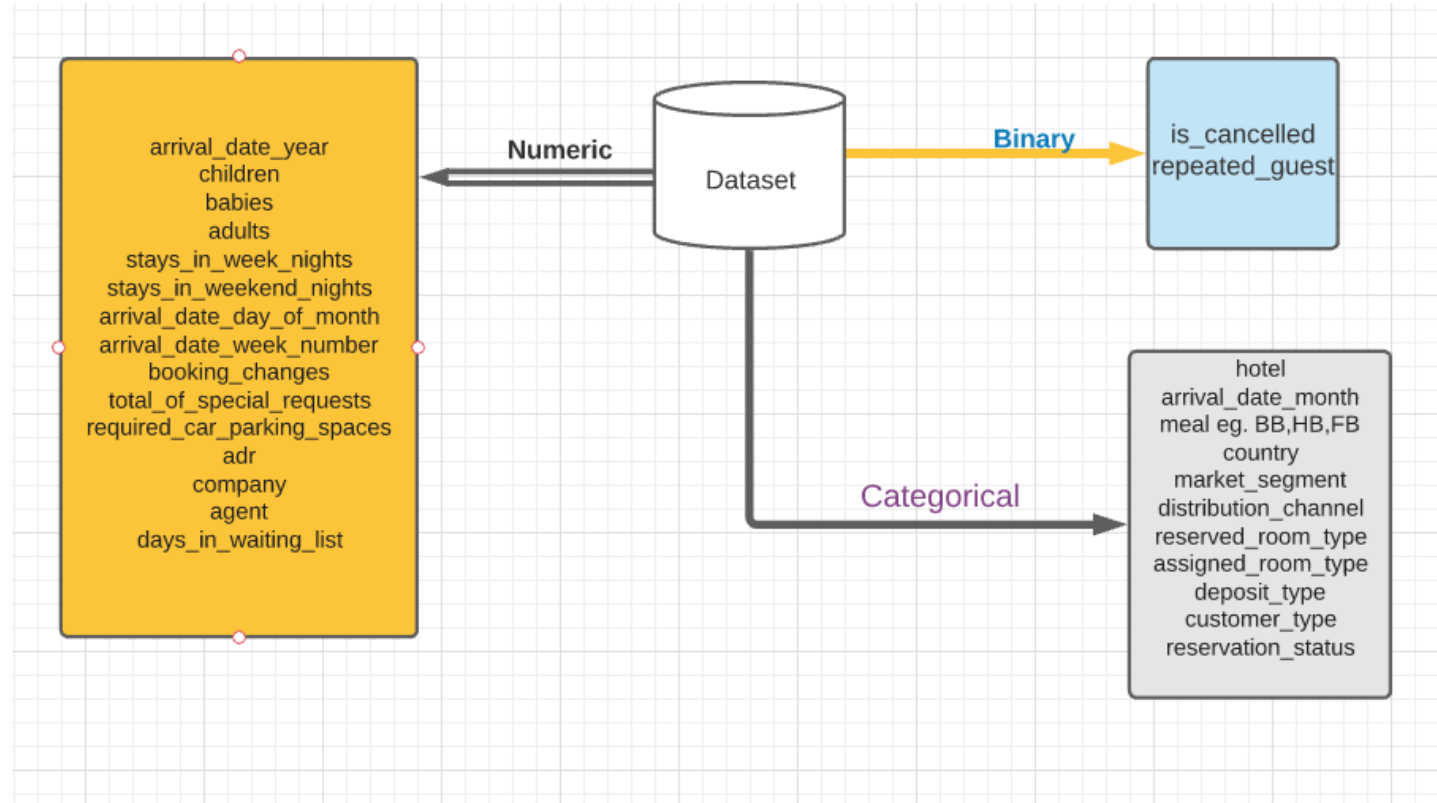 arrival_date_year
children
babies
adults
stays_in_week_nights
stays_in_weekend_nights
arrival_date_day_of_month
arrival_date_week_number
booking_changes
total_of_special_requests
required_car_parking_spaces
adr
company
agent
days_in_waiting_list
Numeric
Dataset
Binary
is_cancelled
repeated_guest
Categorical
hotel
arrival_date_month
meal eg. BB,HB,FB
country
market_segment
distribution_channel
reserved_room_type
assigned_room_type
deposit_type
customer_type
reservation_status